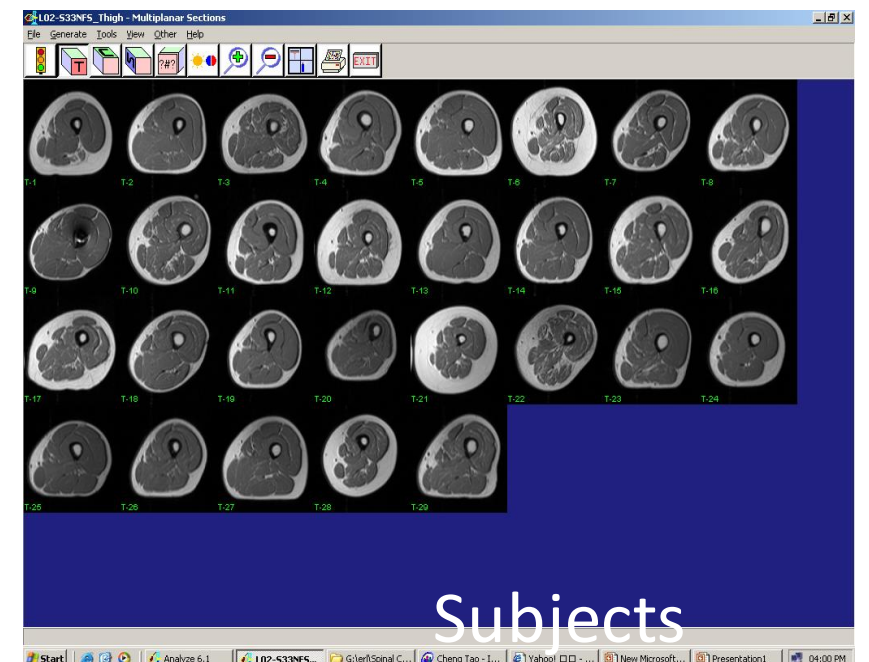 L02-S33NFS_Thigh - Multiplanar Sections
File Generate Tools View Other Help
T ?#? EXIT
T-1 T-2 T-3 T-4 T-5 T-6 T-7 T-8
T-9 T-10 T-11 T-12 T-13 T-14 T-15 T-16
T-17 T-18 T-19 T-20 T-21 T-22 T-23 T-24
T-25 T-26 T-27 T-28 T-29
Subjects
Start Analyze 6.1 L02-S33NFS... G:\erl\Spinal C... Cheng Tao - I... Yahoo! □□ - ... New Microsoft... Presentation1 04:00 PM